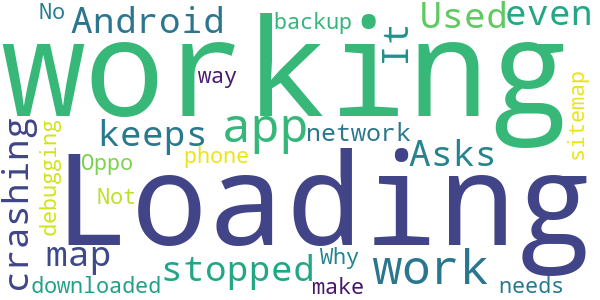 No
Android
backup
Used
even
It
working
way
keeps
app
network
sitemap
crashing
debugging
Oppo
phone
Asks
Not
Loading
map
stopped
Why
work
downloaded
make
needs